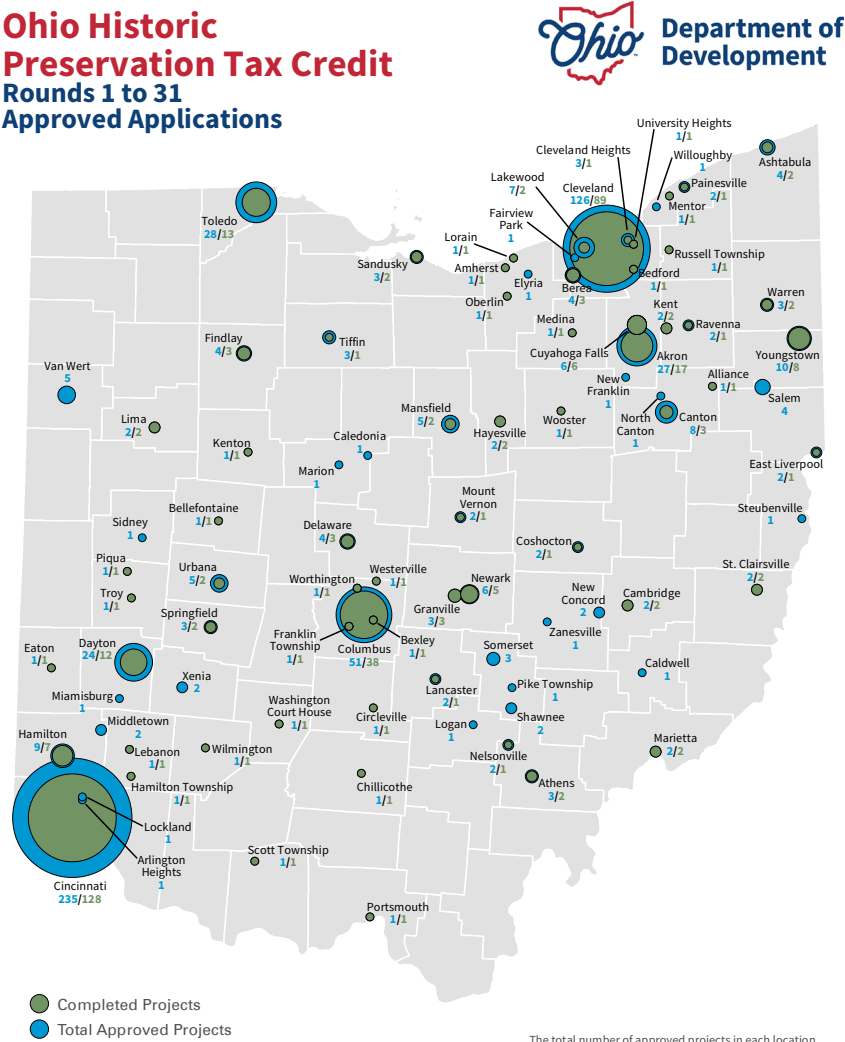 Ohio Historic
Preservation Tax Credit
Rounds 1 to 31
Approved Applications
Ohio
Department of
Development
University Heights
1/1
Cleveland Heights
3/1
Willoughby
1
Ashtabula
4/2
Lakewood
7/2
Cleveland
126/89
Painesville
2/1
Mentor
1/1
Fairview
Park
1
Toledo
28/13
Lorain
1/1
Sandusky
3/2
Amherst
1/1
Elyria
1
Oberlin
1/1
Berea
4/3
Bedford
1/1
Russell Township
1/1
Warren
3/2
Kent
2/2
Ravenna
2/1
Medina
1/1
Cuyahoga Falls
6/6
Akron
27/17
Youngstown
10/8
Findlay
4/3
Tiffin
3/1
Van Wert
5
New
Franklin
1
Alliance
1/1
Salem
4
Mansfield
5/2
Hayesville
2/2
Wooster
1/1
North
Canton
1
Canton
8/3
Lima
2/2
Kenton
1/1
Caledonia
1
Marion
1
East Liverpool
2/1
Mount
Vernon
2/1
Steubenville
1
Bellefontaine
1/1
Sidney
1
Delaware
4/3
Coshocton
2/1
Piqua
1/1
Urbana
5/2
Troy
1/1
Springfield
3/2
Worthington
1/1
Westerville
1/1
Newark
6/5
Granville
3/3
New
Concord
2
Cambridge
2/2
St. Clairsville
2/2
Zanesville
1
Franklin
Township
1/1
Columbus
51/38
Bexley
1/1
Eaton
1/1
Dayton
24/12
Somerset
3
Caldwell
1
Xenia
2
Miamisburg
1
Lancaster
2/1
Pike Township
1
Washington
Court House
1/1
Circleville
1/1
Shawnee
2
Logan
1
Middletown
2
Hamilton
9/7
Lebanon
1/1
Wilmington
1/1
Nelsonville
2/1
Marietta
2/2
Hamilton Township
1/1
Chillicothe
1/1
Athens
3/2
Lockland
1
Arlington
Heights
1
Cincinnati
235/128
Scott Township
1/1
Portsmouth
1/1
Completed Projects
Total Approved Projects
The total number of approved projects in each location